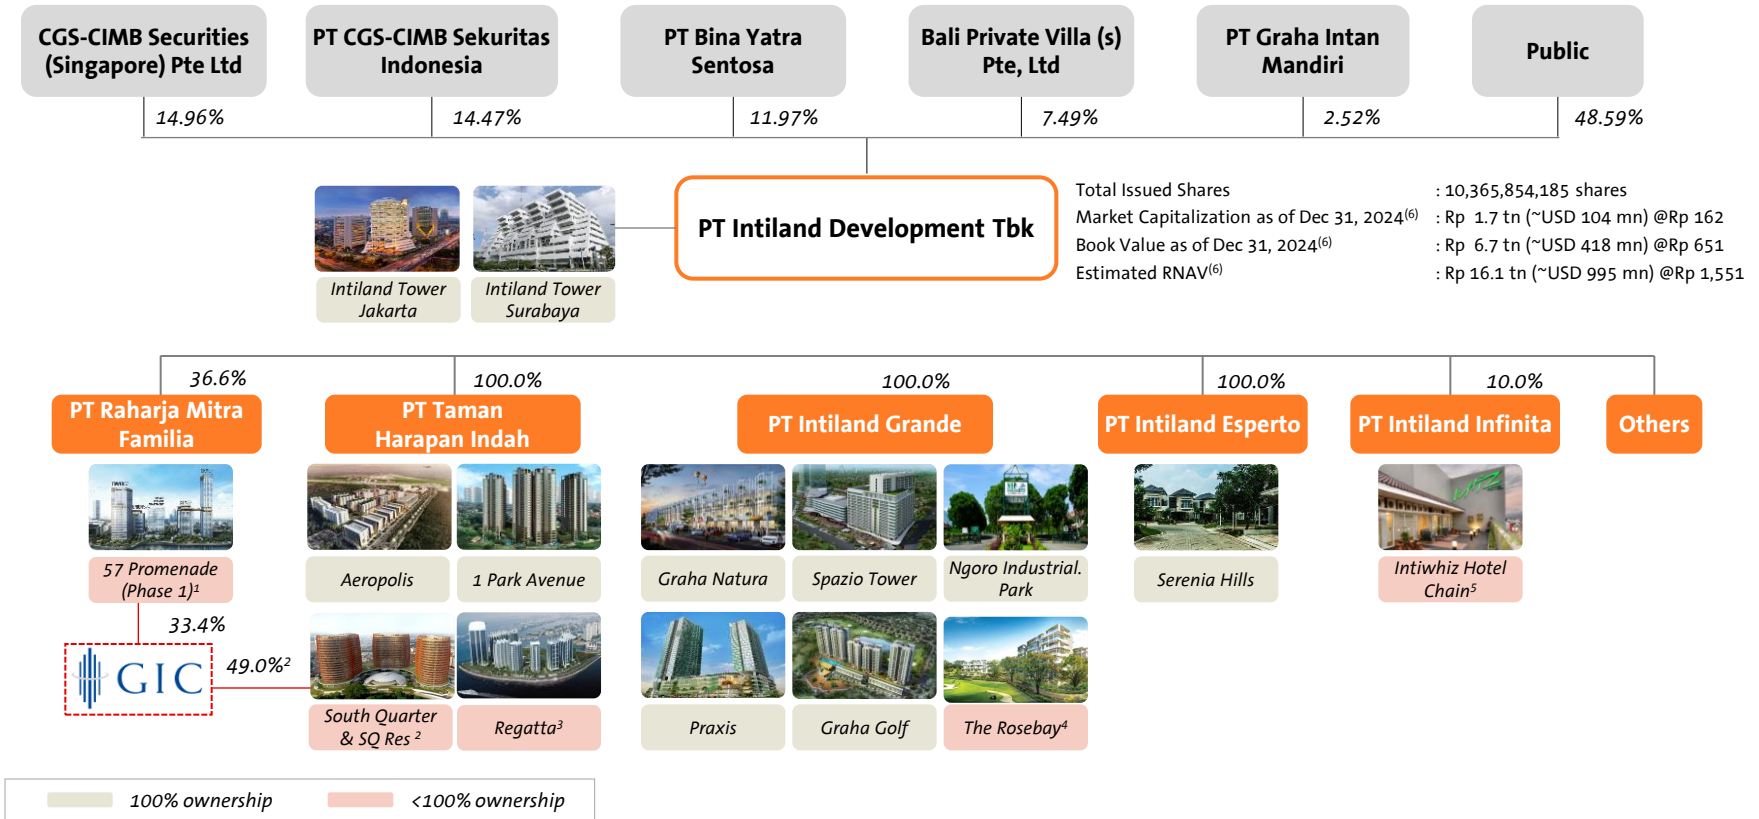 CGS-CIMB Securities
(Singapore) Pte Ltd
PT CGS-CIMB Sekuritas
Indonesia
PT Bina Yatra
Sentosa
Bali Private Villa (s)
Pte, Ltd
PT Graha Intan
Mandiri
Public
14.96%
14.47%
11.97%
7.49%
2.52%
48.59%
Intiland Tower
Jakarta
Intiland Tower
Surabaya
PT Intiland Development Tbk
Total Issued Shares : 10,365,854,185 shares
Market Capitalization as of Dec 31, 2024(6) : Rp 1.7 tn (~USD 104 mn) @Rp 162
Book Value as of Dec 31, 2024(6) : Rp 6.7 tn (~USD 418 mn) @Rp 651
Estimated RNAV(6) : Rp 16.1 tn (~USD 995 mn) @Rp 1,551
36.6%
100.0%
100.0%
100.0%
10.0%
PT Raharja Mitra
Familia
PT Taman
Harapan Indah
PT Intiland Grande
PT Intiland Esperto
PT Intiland Infinita
Others
57 Promenade
(Phase 1)1
Aeropolis
1 Park Avenue
Graha Natura
Spazio Tower
Ngoro Industrial.
Park
Serenia Hills
Intiwhiz Hotel
Chain5
33.4%
GIC
49.0%2
South Quarter
& SQ Res 2
Regatta3
Praxis
Graha Golf
The Rosebay4
100% ownership
<100% ownership